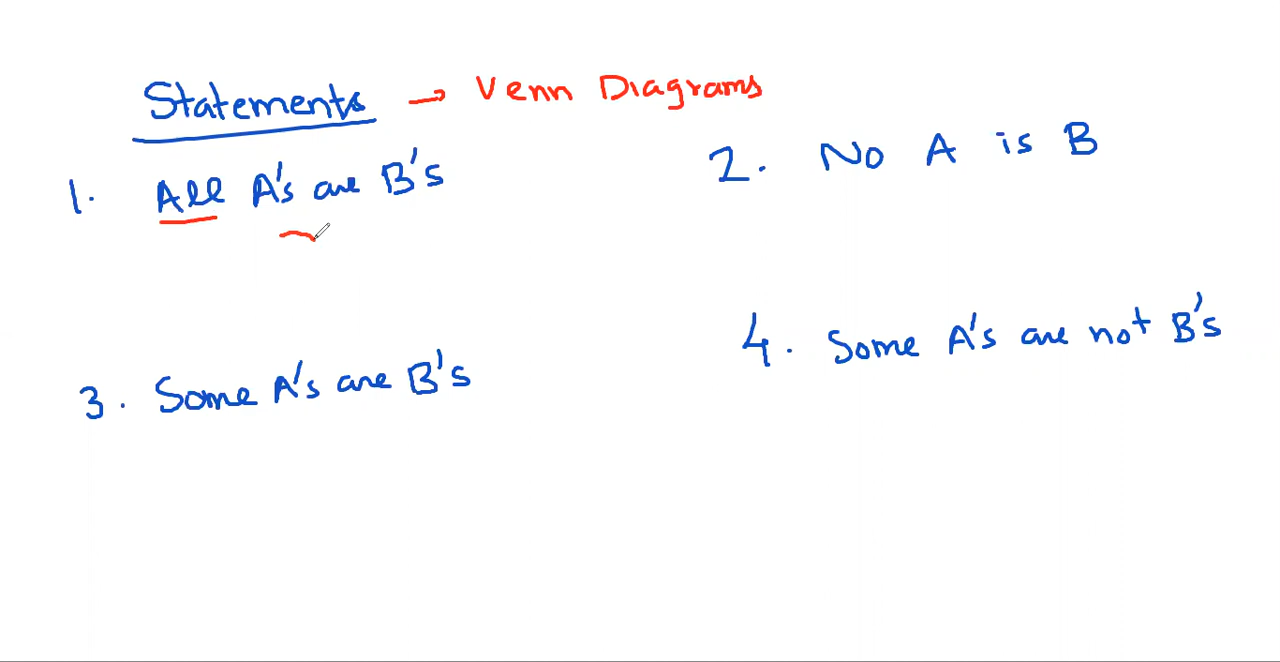 Statements → Venn Diagrams
1. All A's are B's
2. No A is B
3. Some A's are B's
4. Some A's are not B's